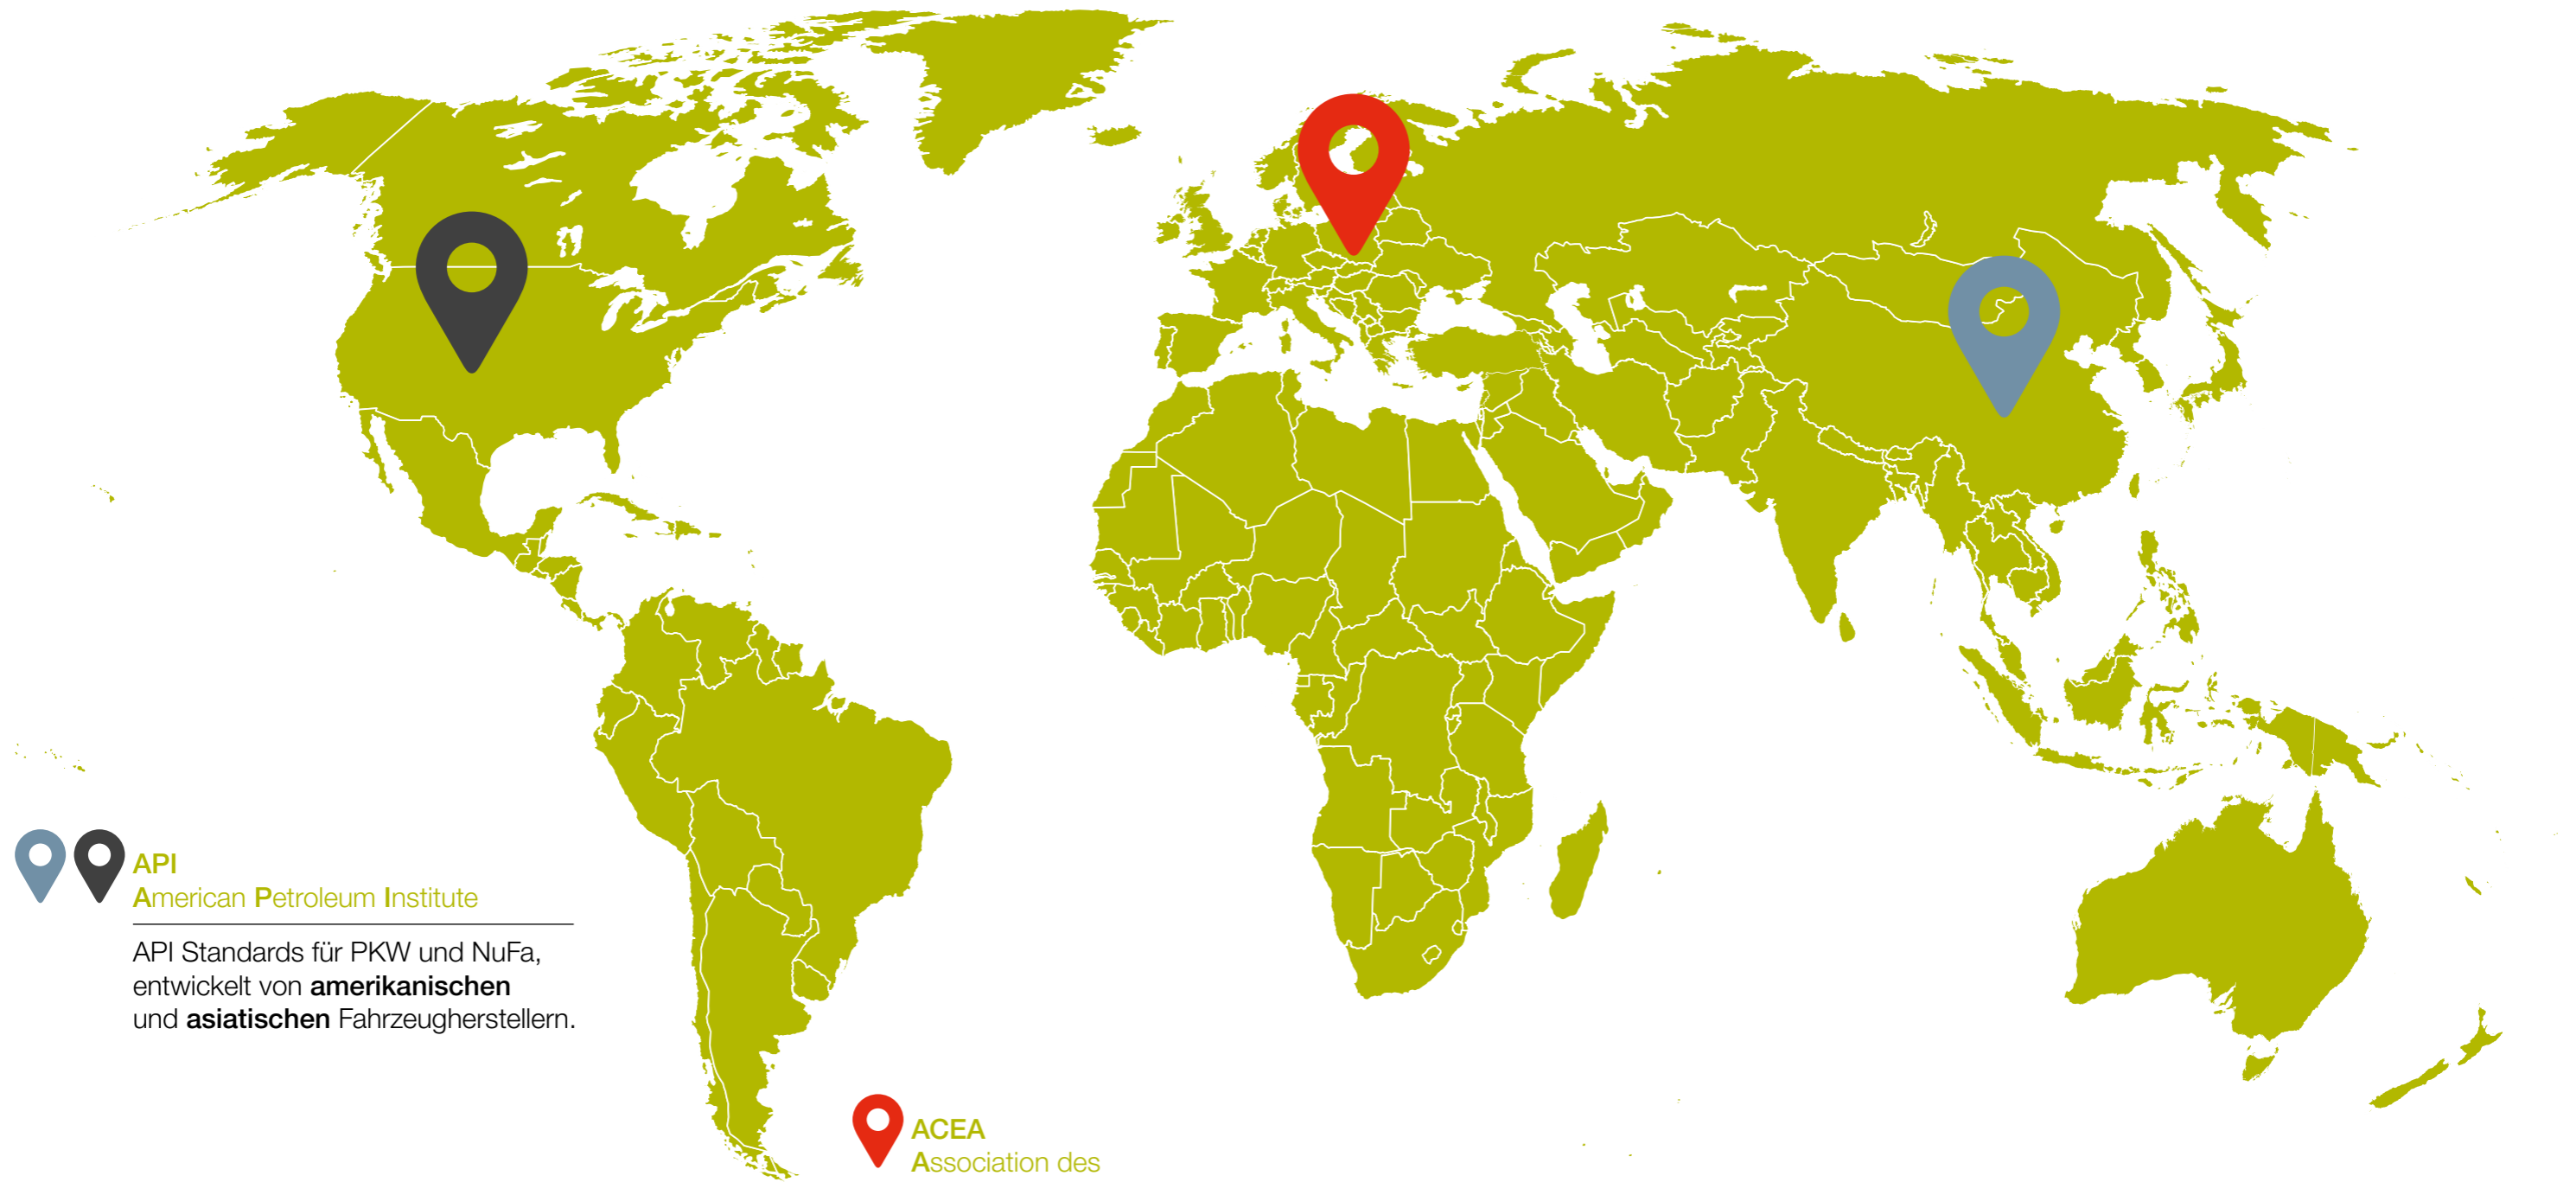 API
American Petroleum Institute
API Standards für PKW und NuFa,
entwickelt von amerikanischen
und asiatischen Fahrzeugherstellern.
ACEA
Association des